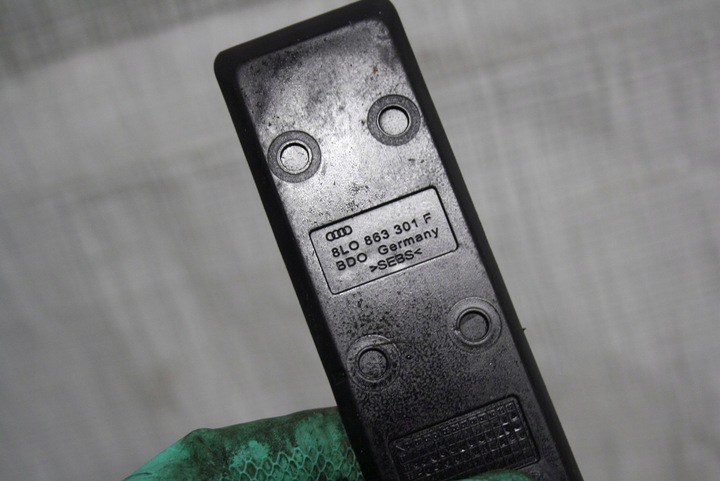 8L0 863 301 F
BDO Germany
>SEBS<